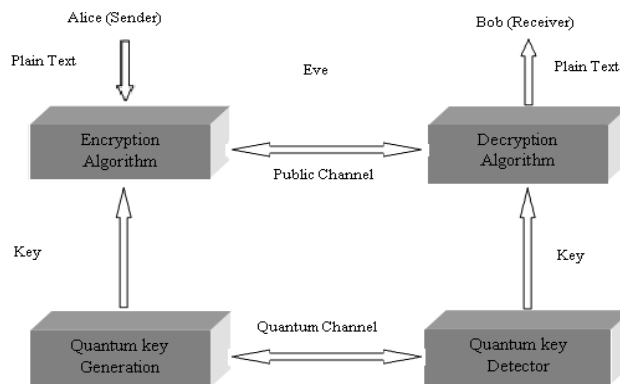 Alice (Sender)
Bob (Receiver)
Plain Text
Eve
Plain Text
Encryption
Algorithm
Decryption
Algorithm
Public Channel
Key
Key
Quantum Channel
Quantum key
Generation
Quantum key
Detector